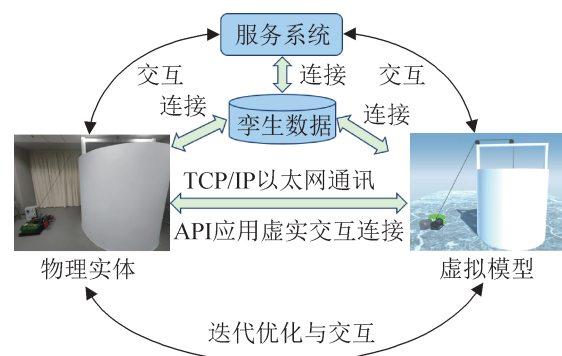 服务系统
交互
连接
交互
连接
孪生数据
连接
TCP/IP以太网通讯
API应用虚实交互连接
物理实体
虚拟模型
迭代优化与交互